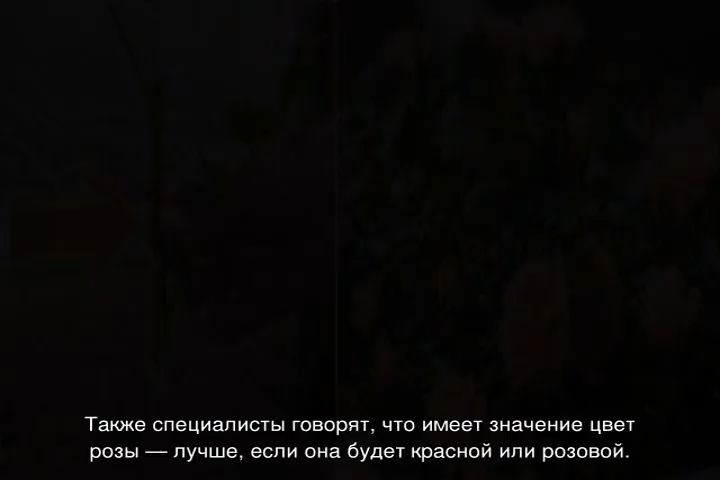 Также специалисты говорят, что имеет значение цвет
розы — лучше, если она будет красной или розовой.